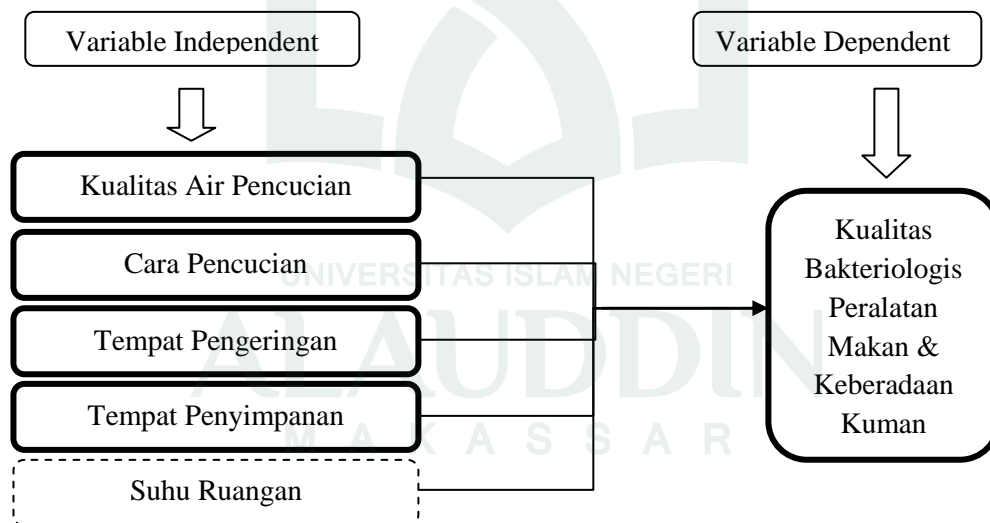 Variable Independent
Variable Dependent
Kualitas Air Pencucian
Cara Pencucian
Tempat Pengeringan
Tempat Penyimpanan
Suhu Ruangan
Kualitas
Bakteriologis
Peralatan
Makan &
Keberadaan
Kuman
UNIVERSITAS ISLAM NEGERI
ALAUDDIN
MAKASSAR